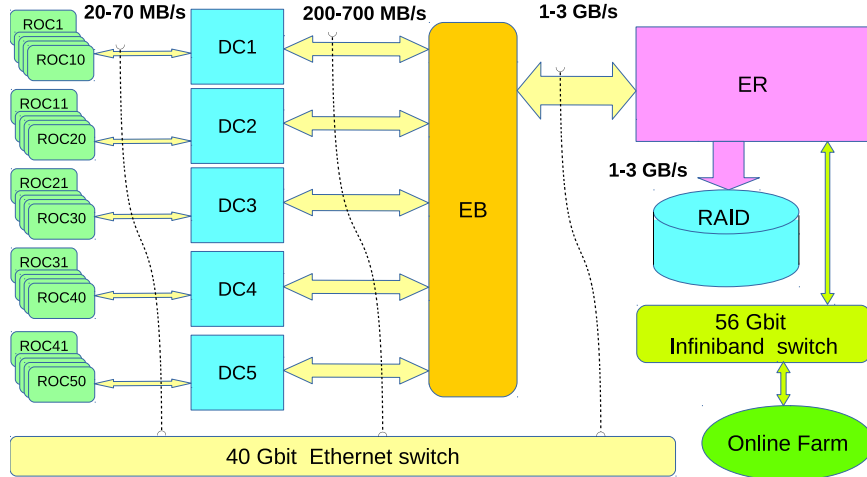 20-70 MB/s
200-700 MB/s
1-3 GB/s
ROC1
ROC10
DC1
ER
ROC11
ROC20
DC2
1-3 GB/s
ROC21
ROC30
DC3
EB
RAID
ROC31
ROC40
DC4
56 Gbit
Infiniband switch
ROC41
ROC50
DC5
Online Farm
40 Gbit Ethernet switch